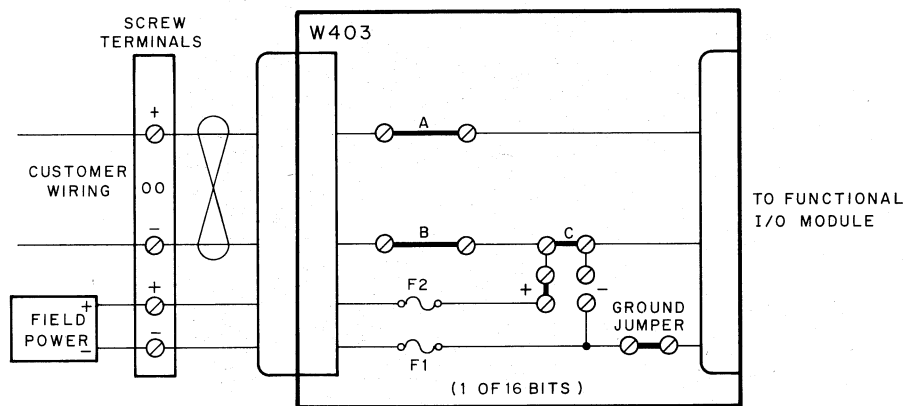 SCREW
TERMINALS
W403
+
A
CUSTOMER
WIRING
00
TO FUNCTIONAL
I/O MODULE
−
B
C
+
F2
+
−
GROUND
JUMPER
+
FIELD
POWER
−
−
F1
(1 OF 16 BITS)